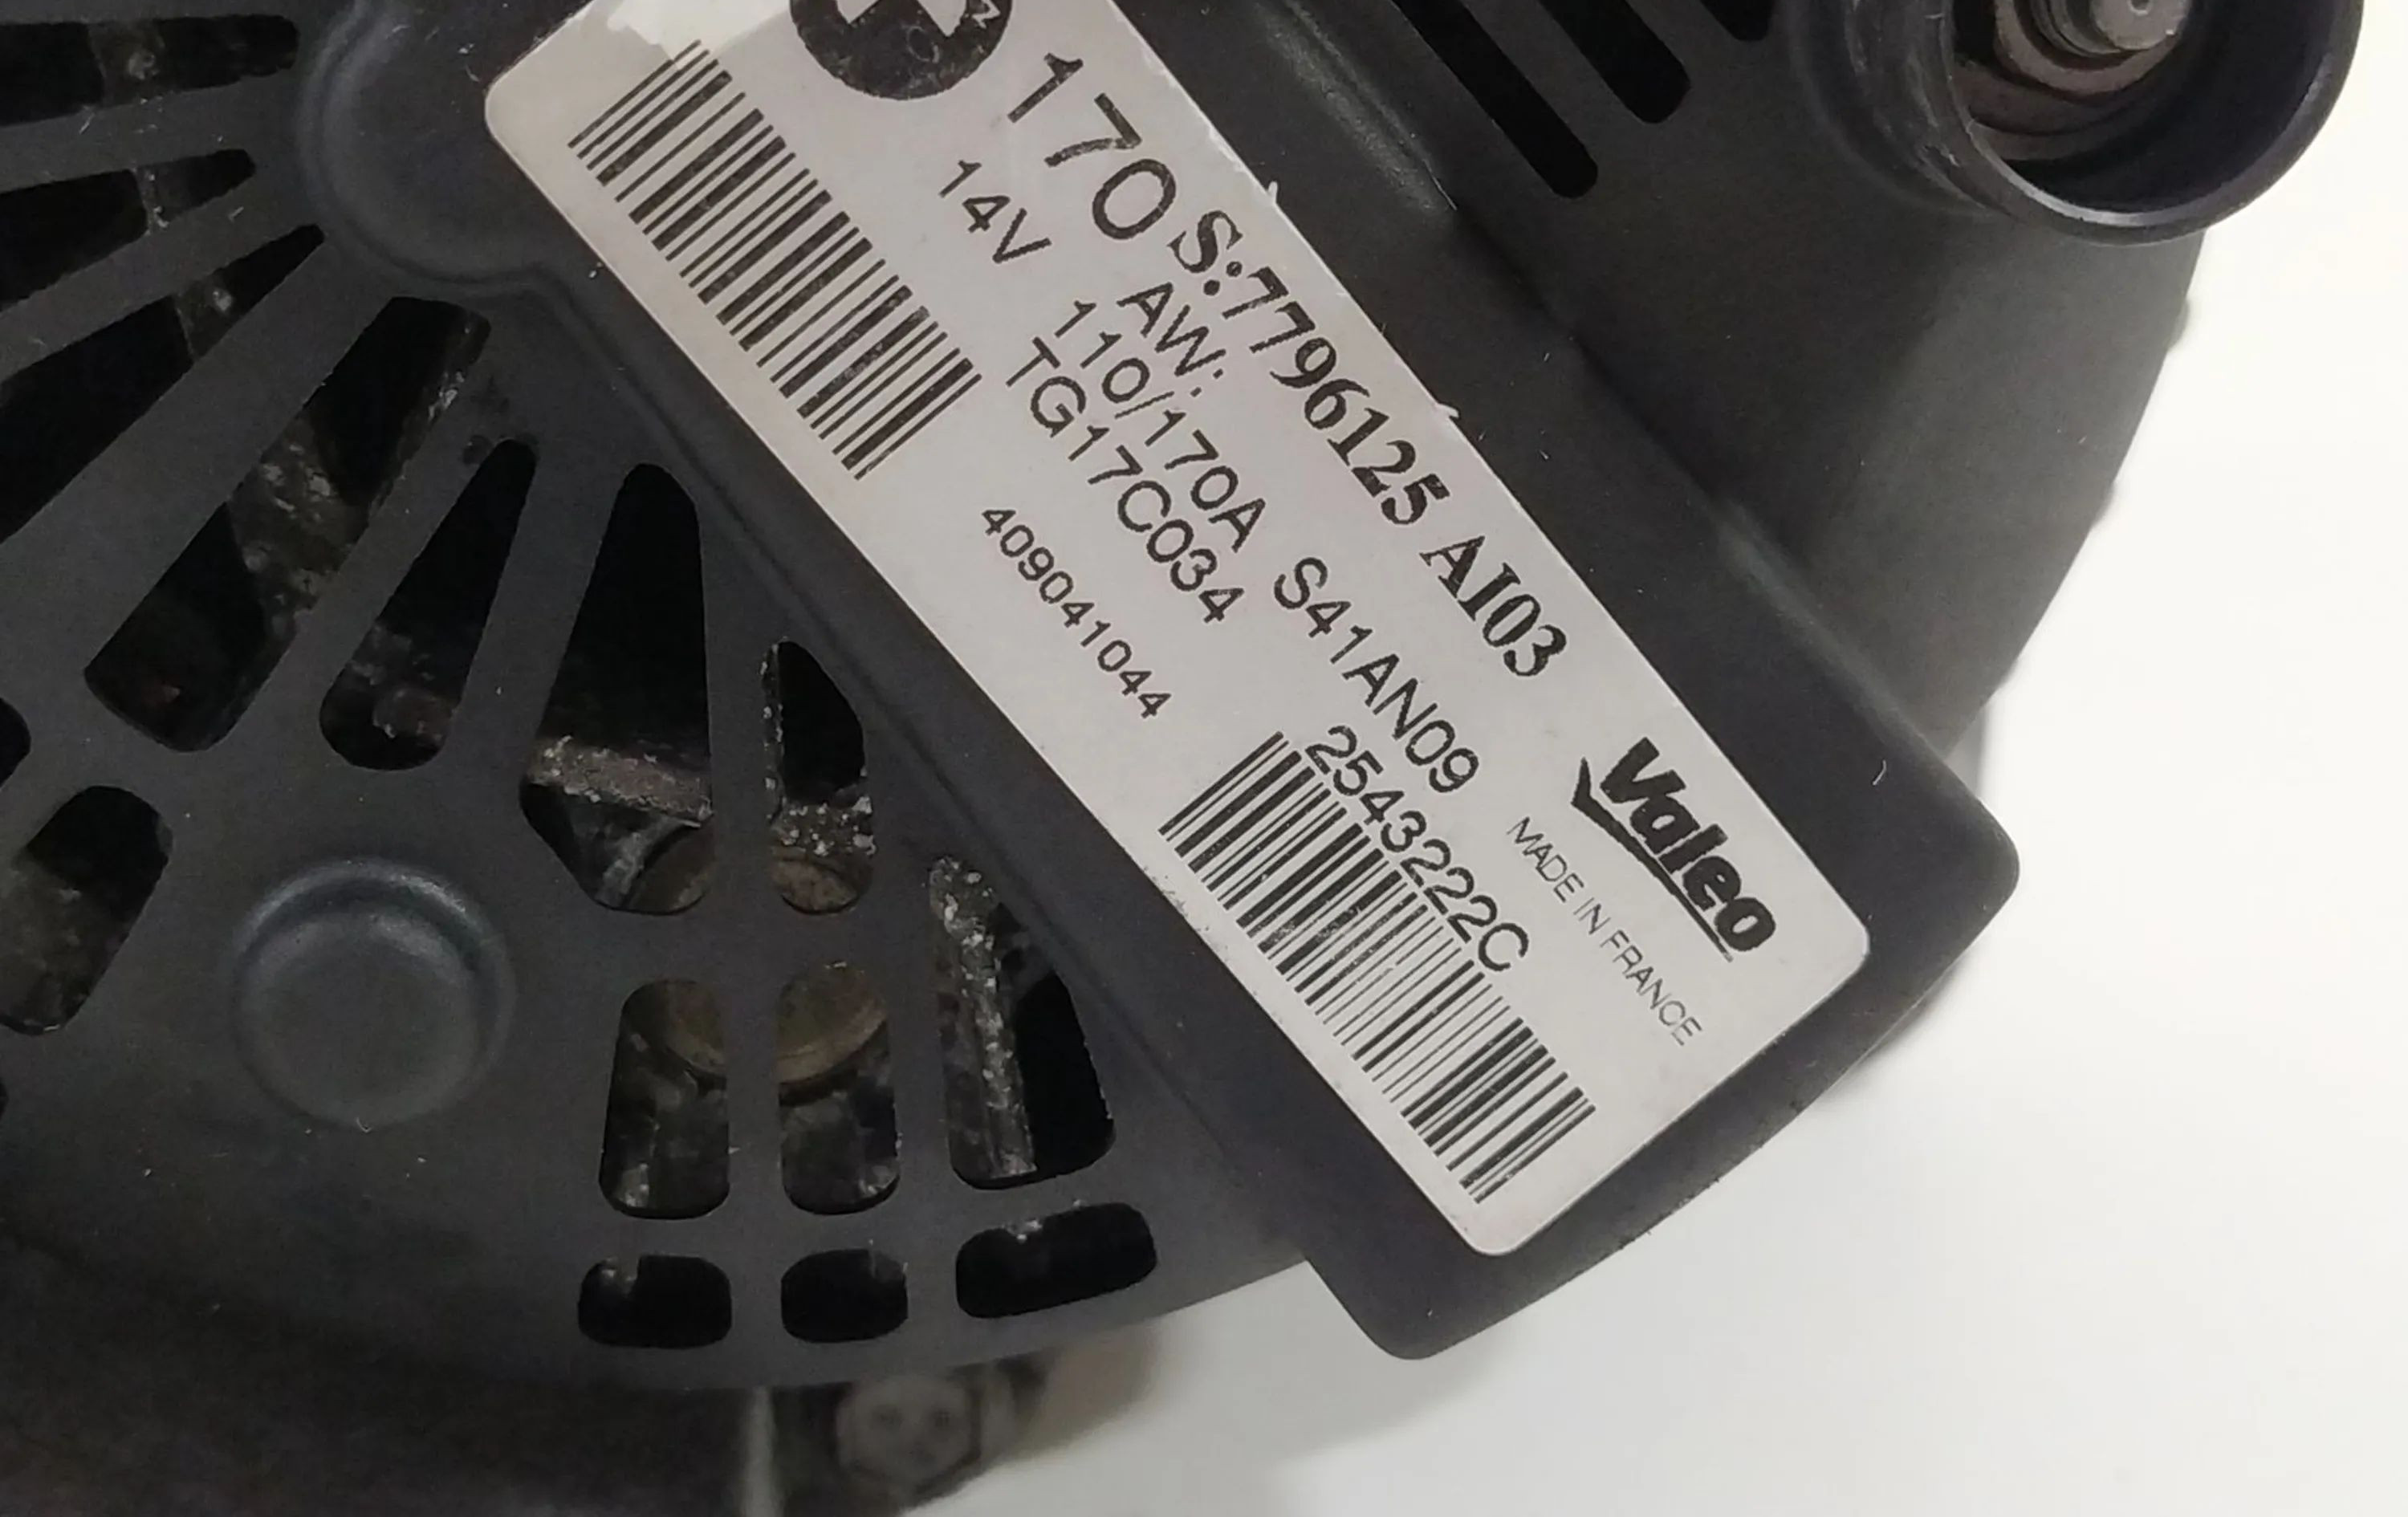 170
S:7796125 AI03
AW:
14V 110/170A S41AN09
TG17C034 2543222C
409041044
Valeo
MADE IN FRANCE